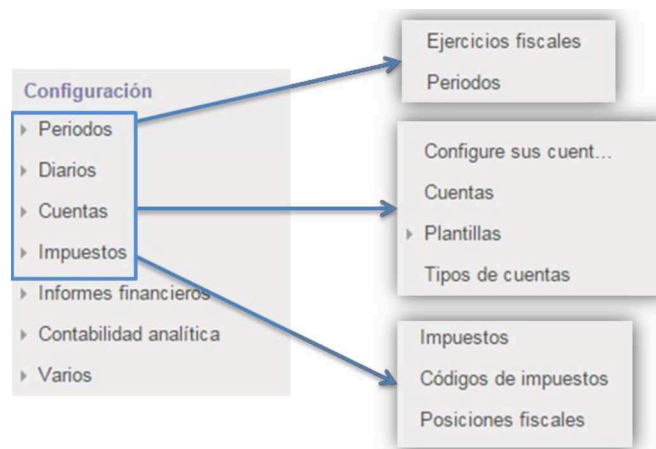 Configuración
Periodos
Diarios
Cuentas
Impuestos
Informes financieros
Contabilidad analítica
Varios
Ejercicios fiscales
Periodos
Configure sus cuent...
Cuentas
Plantillas
Tipos de cuentas
Impuestos
Códigos de impuestos
Posiciones fiscales